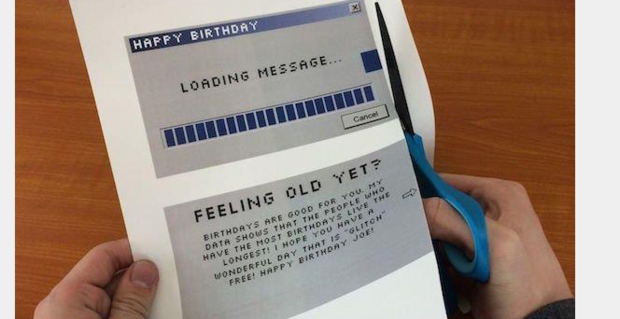 HAPPY BIRTHDAY
LOADING MESSAGE...
Cancel
FEELING OLD YET?
BIRTHDAYS ARE GOOD FOR YOU. MY
DATA SHOWS THAT THE PEOPLE WHO
HAVE THE MOST BIRTHDAYS LIVE THE
LONGEST! I HOPE YOU HAVE A
WONDERFUL DAY THAT IS "GLITCH"
FREE! HAPPY BIRTHDAY JOE!